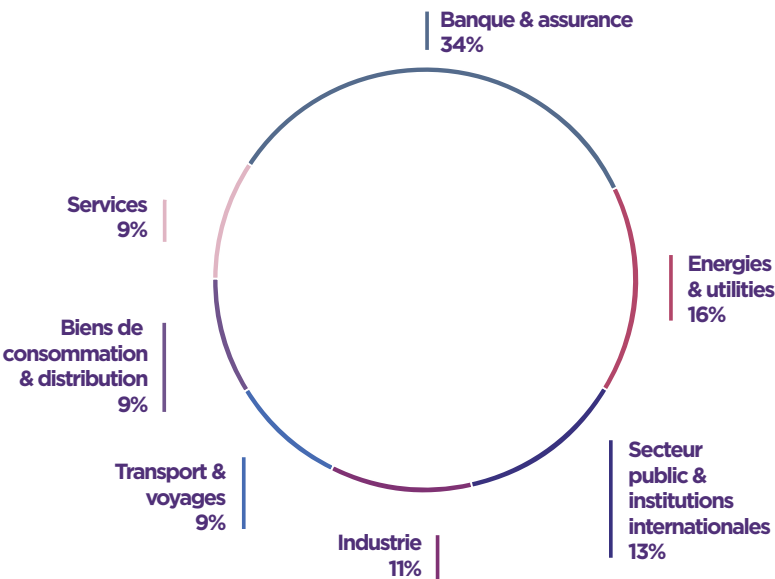 Banque & assurance
34%
Energies
& utilities
16%
Secteur
public &
institutions
internationales
13%
Industrie
11%
Transport &
voyages
9%
Biens de
consommation
& distribution
9%
Services
9%